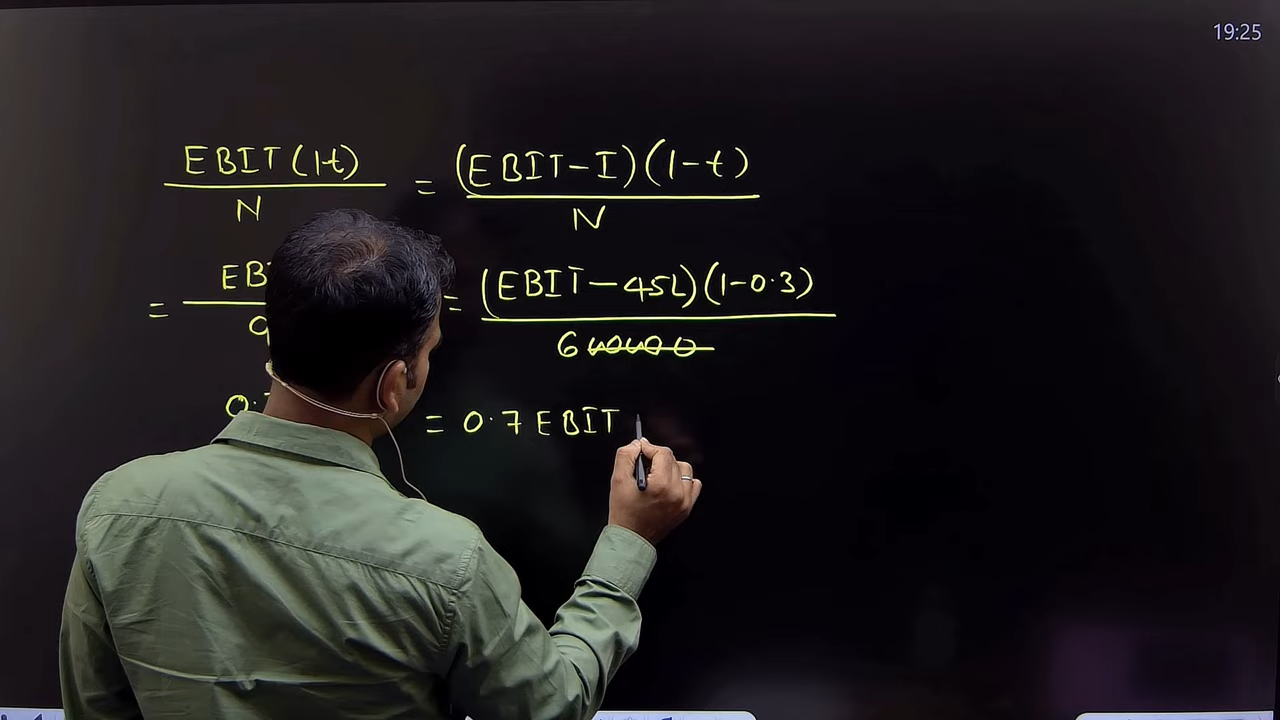 19:25
EBIT (1-t) = (EBIT-I)(1-t)
N N
= = (EBIT-45L)(1-0.3)
6
= 0.7 EBIT